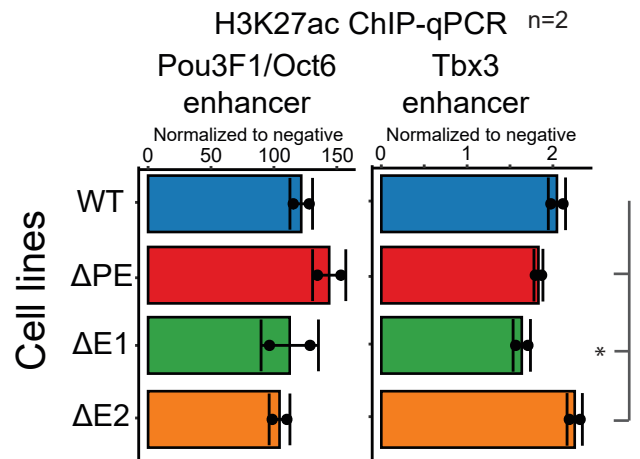 H3K27ac ChIP-qPCR n=2
Pou3F1/Oct6
enhancer
Normalized to negative
0 50 100 150
Tbx3
enhancer
Normalized to negative
0 1 2
Cell lines
WT
ΔPE
ΔE1
ΔE2
*